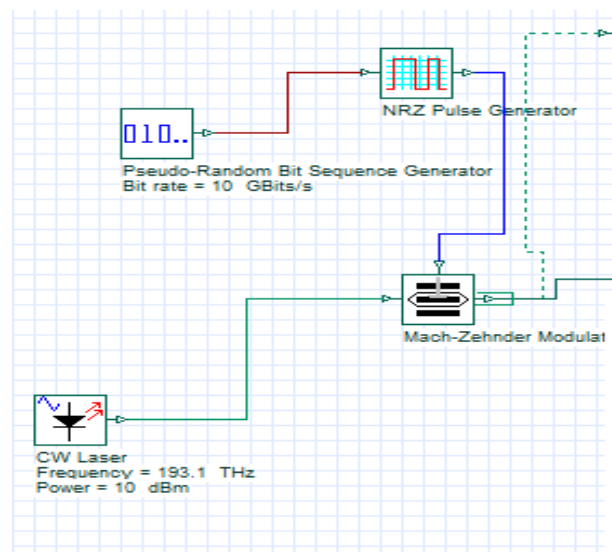 NRZ Pulse Generator
010..
Pseudo-Random Bit Sequence Generator
Bit rate = 10 GBits/s
Mach-Zehnder Modulat
CW Laser
Frequency = 193.1 THz
Power = 10 dBm